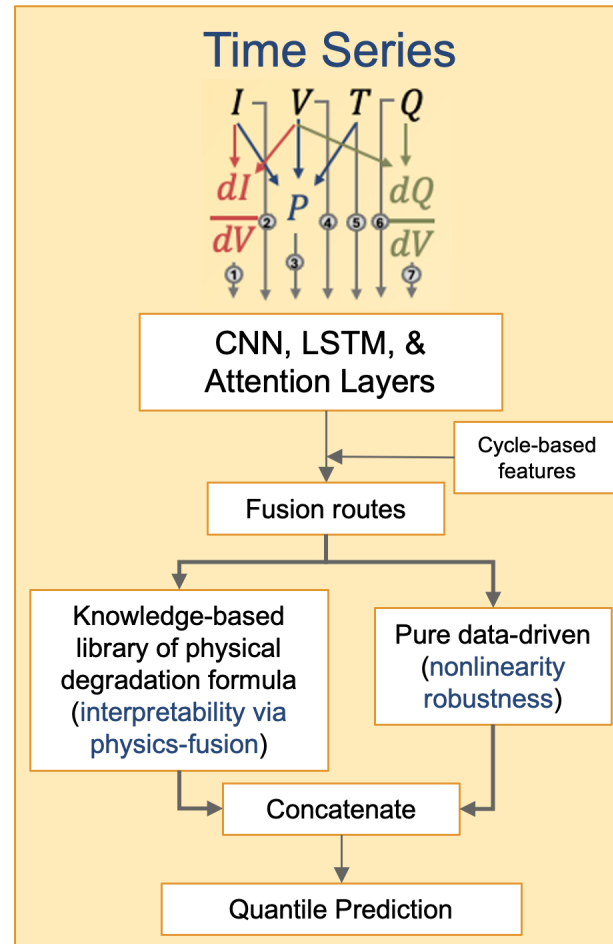 Time Series
I V T Q
dI
dV
P
dQ
dV
① ② ③ ④ ⑤ ⑥ ⑦
CNN, LSTM, &
Attention Layers
Cycle-based
features
Fusion routes
Knowledge-based
library of physical
degradation formula
(interpretability via
physics-fusion)
Pure data-driven
(nonlinearity
robustness)
Concatenate
Quantile Prediction